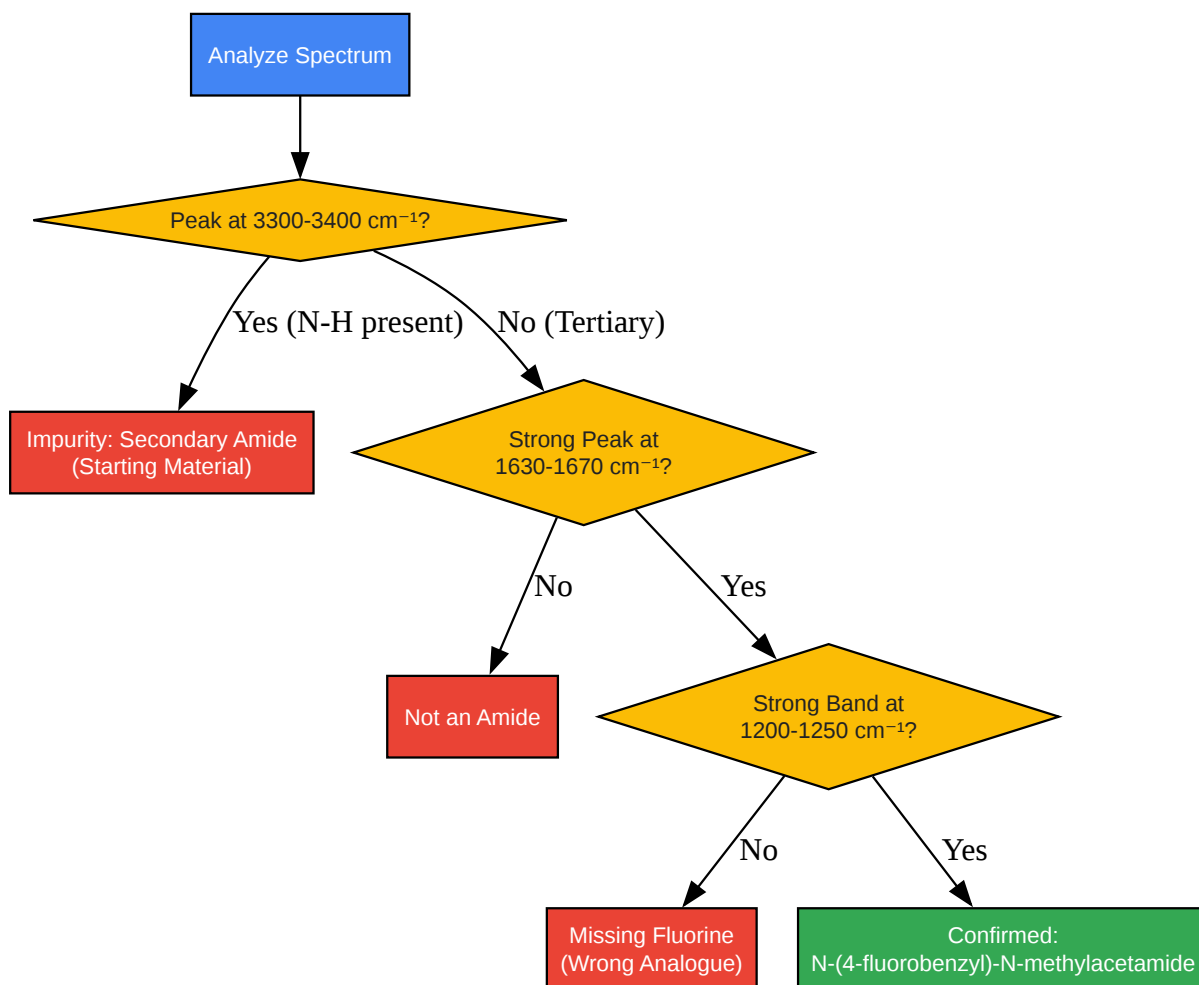 Analyze Spectrum
Peak at 3300-3400 cm⁻¹?
Yes (N-H present)
No (Tertiary)
Impurity: Secondary Amide
(Starting Material)
Strong Peak at
1630-1670 cm⁻¹?
No
Yes
Not an Amide
Strong Band at
1200-1250 cm⁻¹?
No
Yes
Missing Fluorine
(Wrong Analogue)
Confirmed:
N-(4-fluorobenzyl)-N-methylacetamide